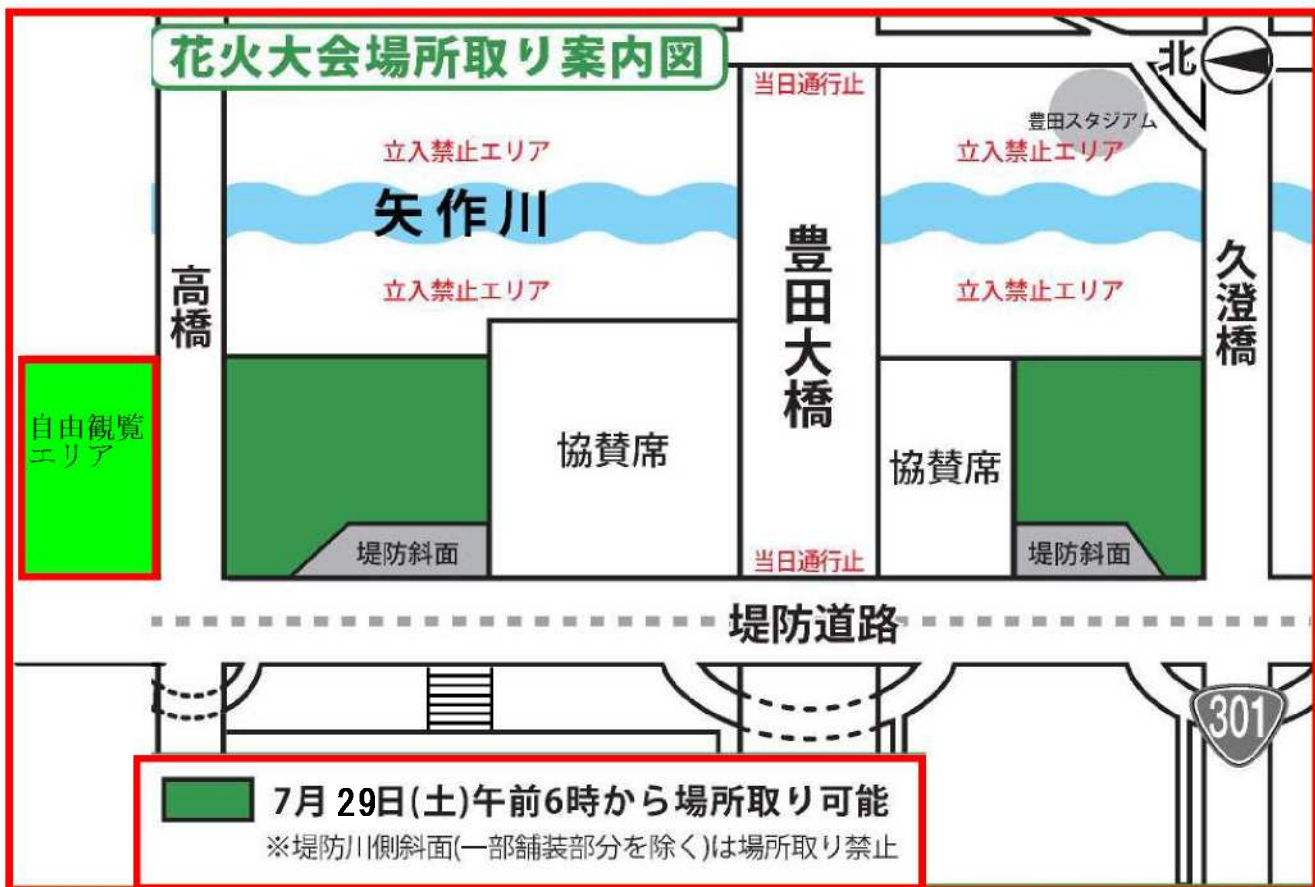 花火大会場所取り案内図
北
当日通行止
豊田スタジアム
立入禁止エリア
立入禁止エリア
矢作川
豊田大橋
高橋
久澄橋
立入禁止エリア
立入禁止エリア
自由観覧
エリア
協賛席
協賛席
堤防斜面
当日通行止
堤防斜面
堤防道路
301
7月29日(土)午前6時から場所取り可能
※堤防川側斜面(一部舗装部分を除く)は場所取り禁止